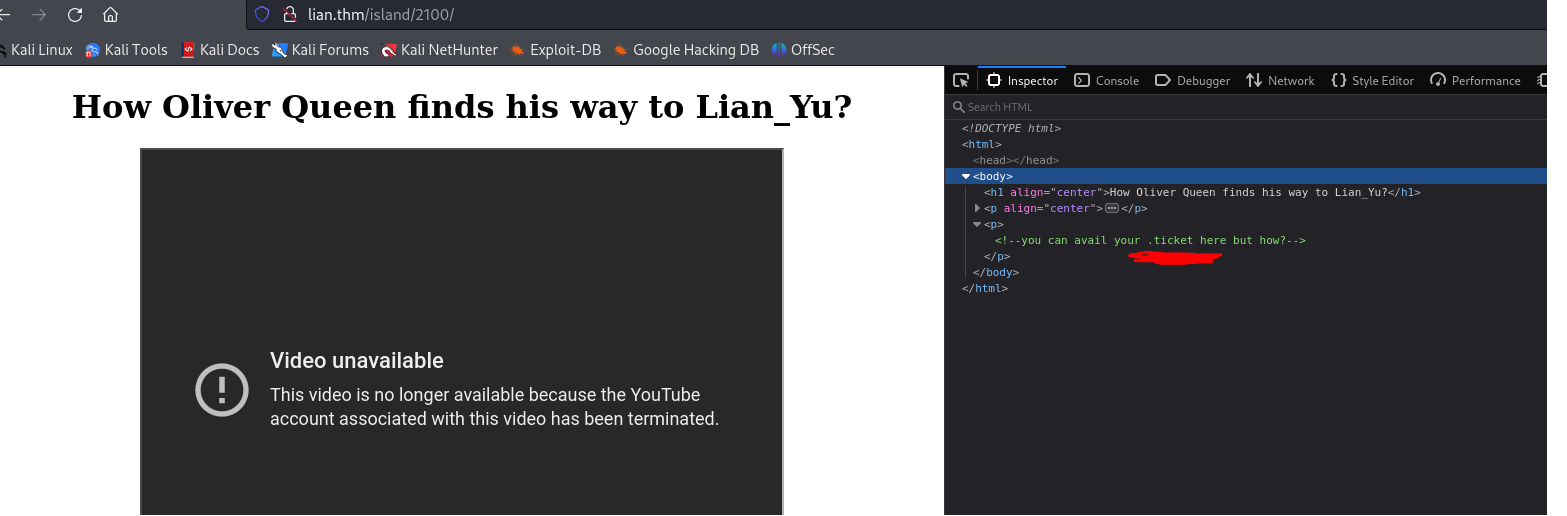 lian.thm/island/2100/
Kali Linux Kali Tools Kali Docs Kali Forums Kali NetHunter Exploit-DB Google Hacking DB OffSec
How Oliver Queen finds his way to Lian_Yu?
Video unavailable
This video is no longer available because the YouTube
account associated with this video has been terminated.
Inspector Console Debugger Network Style Editor Performance
Search HTML
<!DOCTYPE html>
<html>
<head></head>
<body>
<h1 align="center">How Oliver Queen finds his way to Lian_Yu?</h1>
<p align="center">…</p>
<p>
<!--you can avail your .ticket here but how?-->
</p>
</body>
</html>